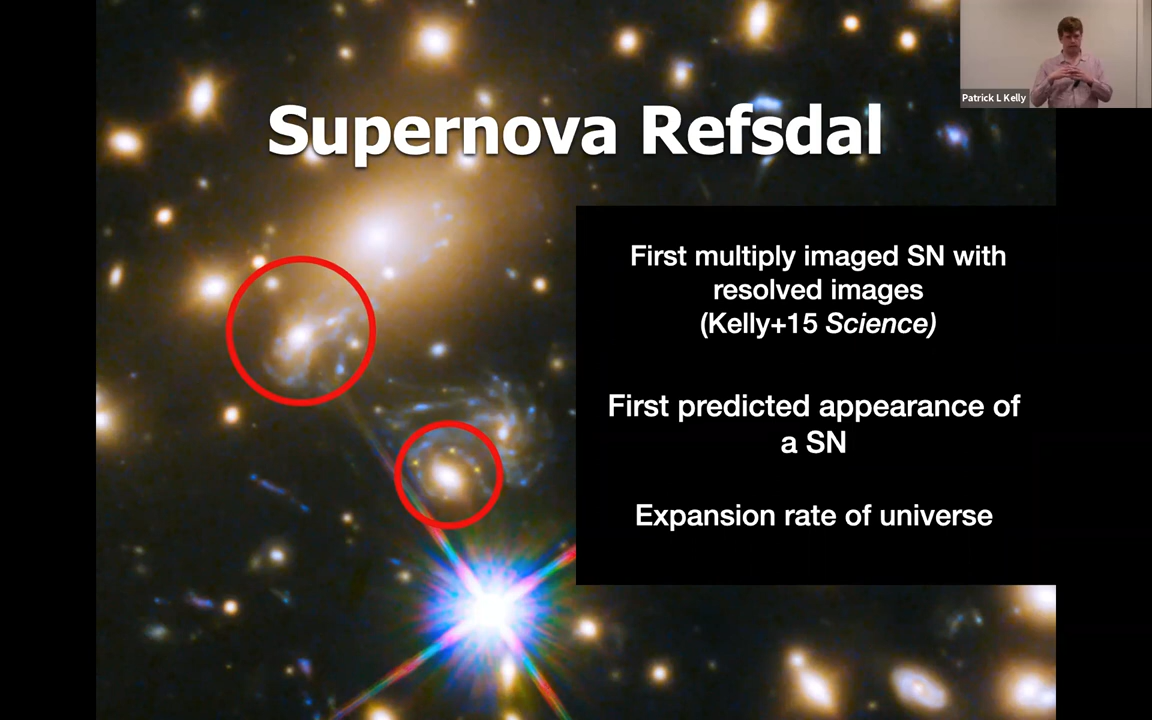 Patrick L Kelly
Supernova Refsdal
First multiply imaged SN with
resolved images
(Kelly+15 Science)
First predicted appearance of
a SN
Expansion rate of universe